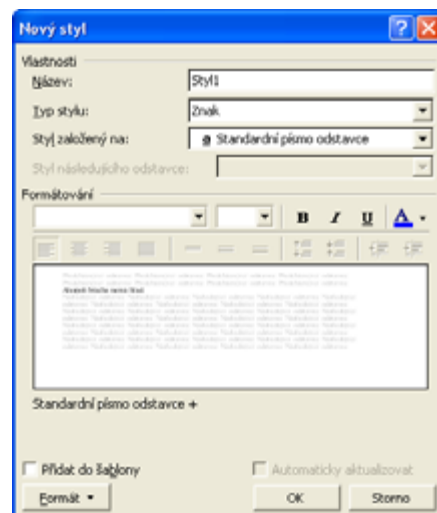 Nový styl
Vlastnosti
Název: Styl1
Typ stylu: Znak
Styl založený na: a Standardní písmo odstavce
Styl následujícího odstavce:
Formátování
B I U A
Standardní písmo odstavce +
Přidat do šablony Automaticky aktualizovat
Formát OK Storno